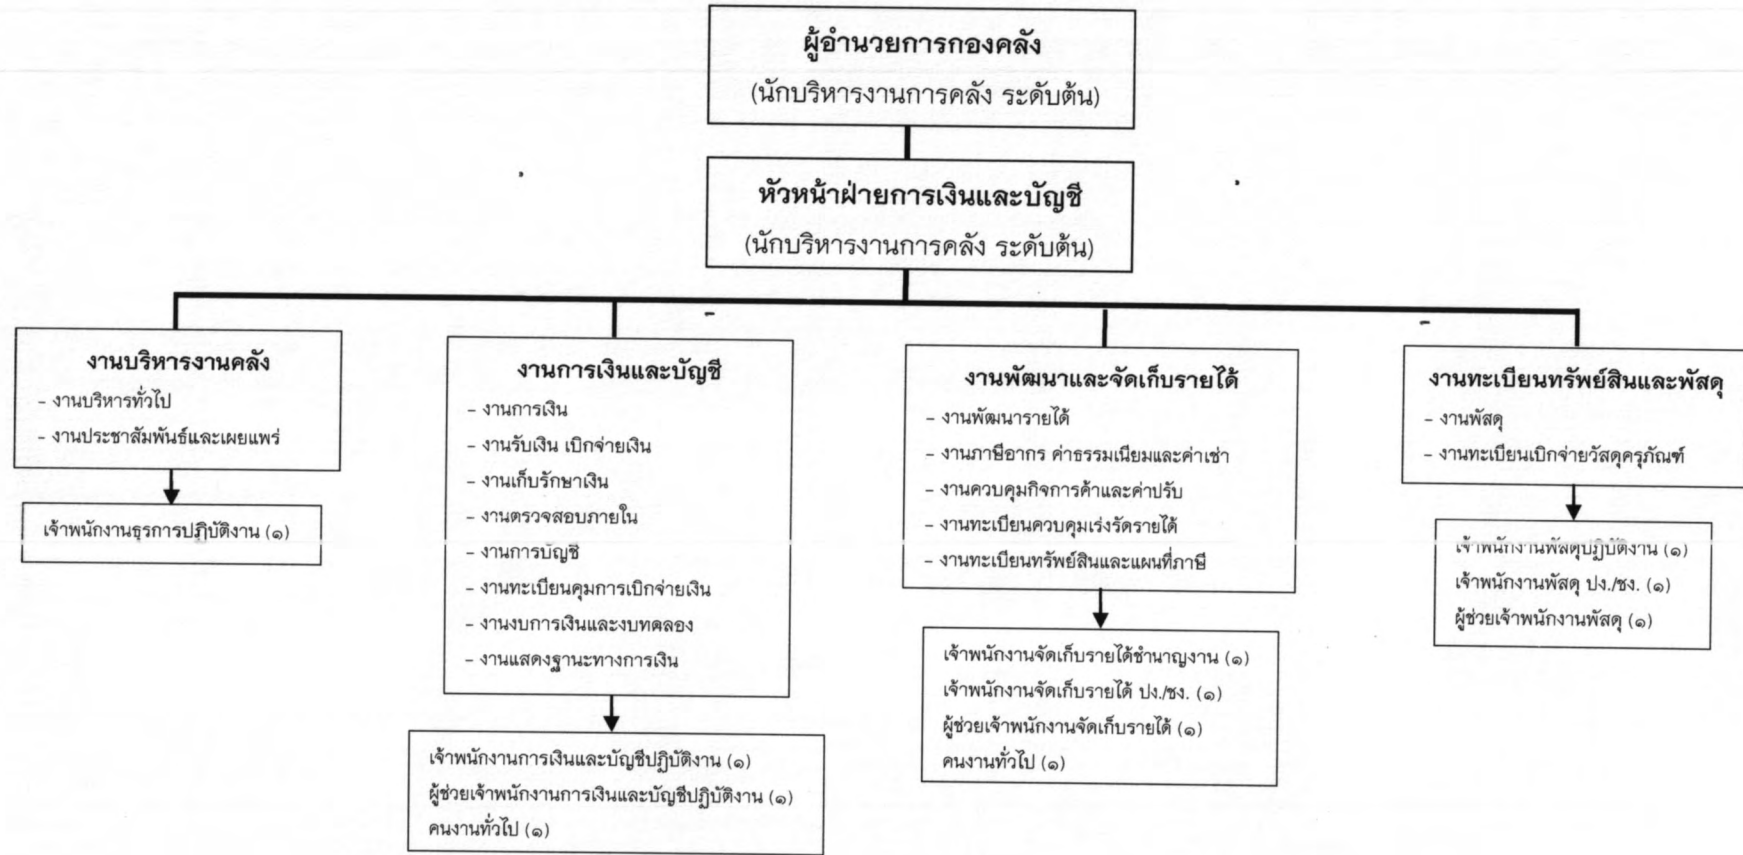 ผู้อำนวยการกองคลัง
(นักบริหารงานการคลัง ระดับต้น)
หัวหน้าฝ่ายการเงินและบัญชี
(นักบริหารงานการคลัง ระดับต้น)
งานบริหารงานคลัง
– งานบริหารทั่วไป
– งานประชาสัมพันธ์และเผยแพร่
เจ้าพนักงานธุรการปฏิบัติงาน (๑)
งานการเงินและบัญชี
– งานการเงิน
– งานรับเงิน เบิกจ่ายเงิน
– งานเก็บรักษาเงิน
– งานตรวจสอบภายใน
– งานการบัญชี
– งานทะเบียนคุมการเบิกจ่ายเงิน
– งานงบการเงินและงบทดลอง
– งานแสดงฐานะทางการเงิน
เจ้าพนักงานการเงินและบัญชีปฏิบัติงาน (๑)
ผู้ช่วยเจ้าพนักงานการเงินและบัญชีปฏิบัติงาน (๑)
คนงานทั่วไป (๑)
งานพัฒนาและจัดเก็บรายได้
– งานพัฒนารายได้
– งานภาษีอากร ค่าธรรมเนียมและค่าเช่า
– งานควบคุมกิจการค้าและค่าปรับ
– งานทะเบียนควบคุมเร่งรัดรายได้
– งานทะเบียนทรัพย์สินและแผนที่ภาษี
เจ้าพนักงานจัดเก็บรายได้ชำนาญงาน (๑)
เจ้าพนักงานจัดเก็บรายได้ ปง./ชง. (๑)
ผู้ช่วยเจ้าพนักงานจัดเก็บรายได้ (๑)
คนงานทั่วไป (๑)
งานทะเบียนทรัพย์สินและพัสดุ
– งานพัสดุ
– งานทะเบียนเบิกจ่ายวัสดุครุภัณฑ์
เจ้าพนักงานพัสดุปฏิบัติงาน (๑)
เจ้าพนักงานพัสดุ ปง./ชง. (๑)
ผู้ช่วยเจ้าพนักงานพัสดุ (๑)